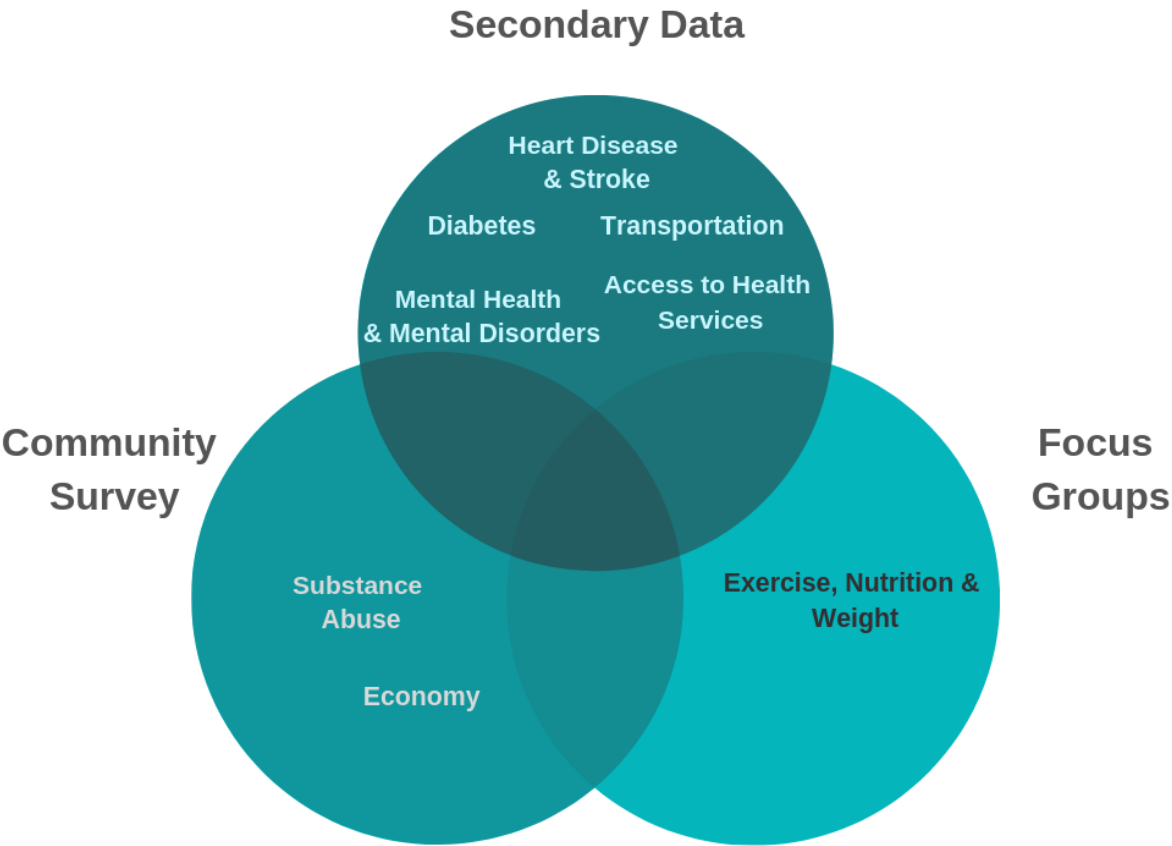 Secondary Data
Heart Disease
& Stroke
Diabetes
Transportation
Mental Health
& Mental Disorders
Access to Health
Services
Community
Survey
Focus
Groups
Substance
Abuse
Economy
Exercise, Nutrition &
Weight